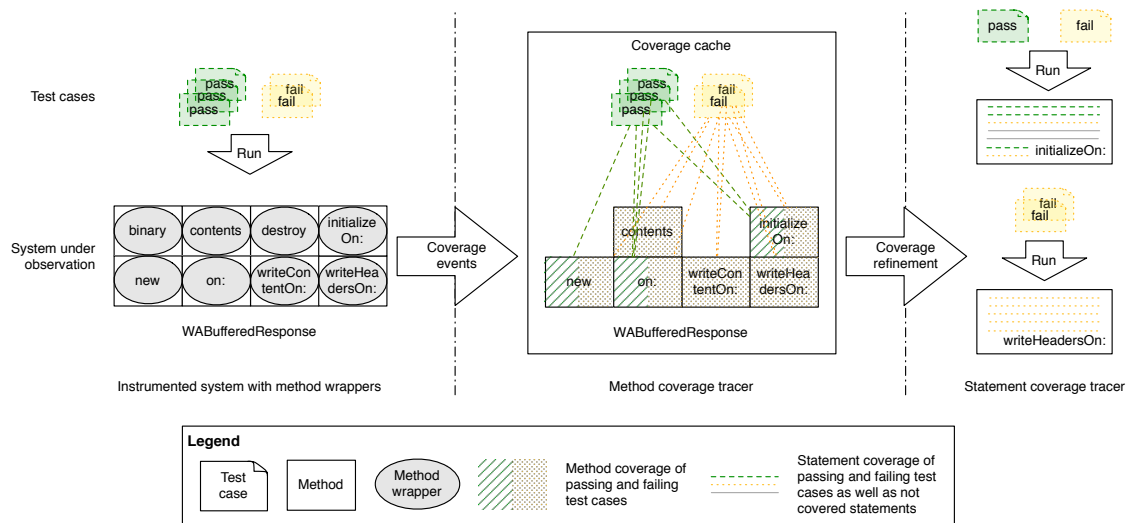 Coverage cache
pass
fail
Run
initializeOn:
fail
fail
Run
writeHeadersOn:
Test cases
pass
pass
pass
fail
fail
Run
pass
pass
pass
fail
fail
System under
observation
binary
contents
destroy
initialize
On:
new
on:
writeCon
tentOn:
writeHea
dersOn:
WABufferedResponse
Coverage
events
contents
initialize
On:
new
on:
writeCon
tentOn:
writeHea
dersOn:
WABufferedResponse
Coverage
refinement
Instrumented system with method wrappers
Method coverage tracer
Statement coverage tracer
Legend
Test
case
Method
Method
wrapper
Method coverage of
passing and failing
test cases
Statement coverage of
passing and failing test
cases as well as not
covered statements